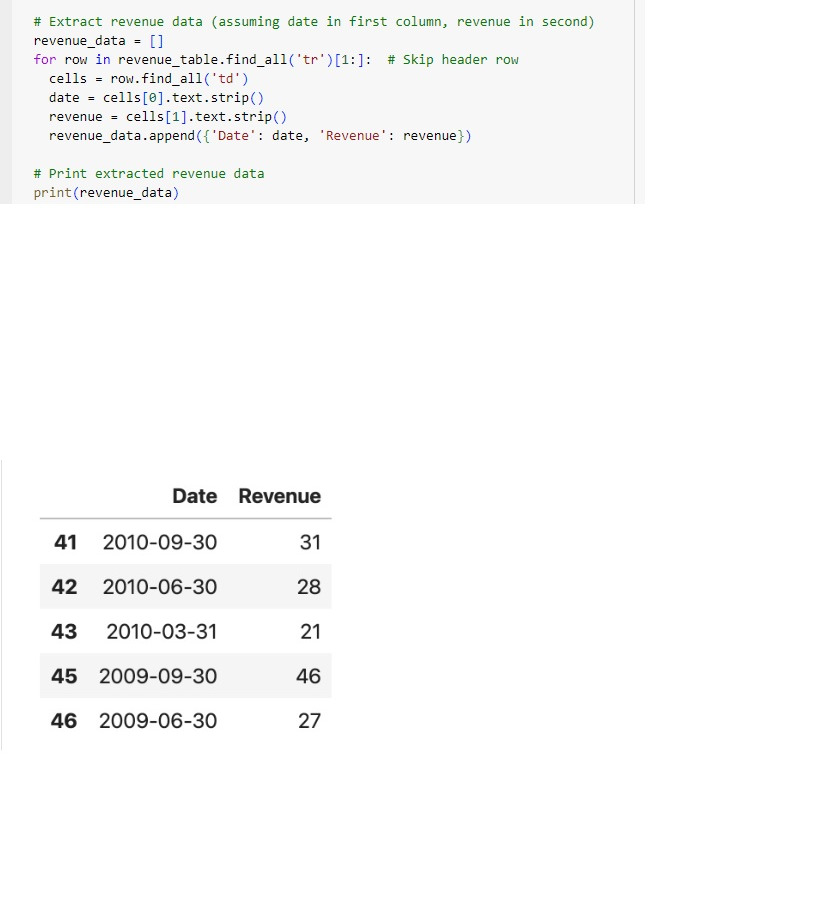 # Extract revenue data (assuming date in first column, revenue in second)
revenue_data = []
for row in revenue_table.find_all('tr')[1:]:  # Skip header row
  cells = row.find_all('td')
  date = cells[0].text.strip()
  revenue = cells[1].text.strip()
  revenue_data.append({'Date': date, 'Revenue': revenue})
# Print extracted revenue data
print(revenue_data)
Date Revenue
41 2010-09-30 31
42 2010-06-30 28
43 2010-03-31 21
45 2009-09-30 46
46 2009-06-30 27